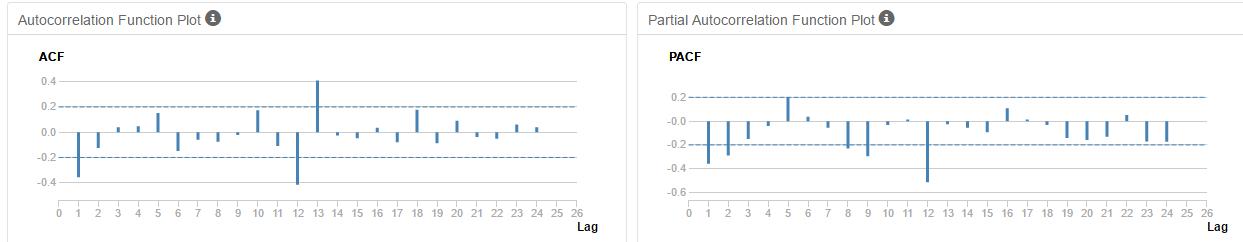 Autocorrelation Function Plot i
ACF
0.4
0.2
0.0
-0.2
-0.4
0 1 2 3 4 5 6 7 8 9 10 11 12 13 14 15 16 17 18 19 20 21 22 23 24 25 26
Lag
Partial Autocorrelation Function Plot i
PACF
0.2
-0.0
-0.2
-0.4
-0.6
0 1 2 3 4 5 6 7 8 9 10 11 12 13 14 15 16 17 18 19 20 21 22 23 24 25 26
Lag